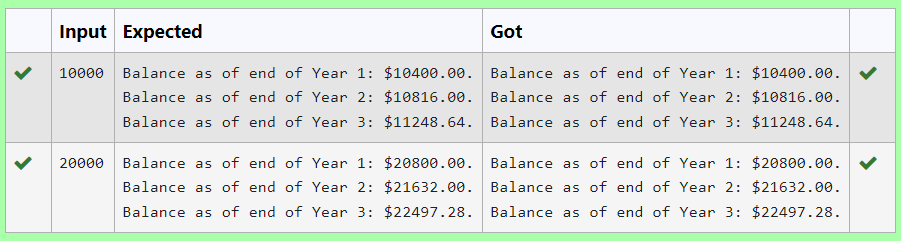 Input Expected Got
10000 Balance as of end of Year 1: $10400.00. Balance as of end of Year 1: $10400.00.
Balance as of end of Year 2: $10816.00. Balance as of end of Year 2: $10816.00.
Balance as of end of Year 3: $11248.64. Balance as of end of Year 3: $11248.64.
20000 Balance as of end of Year 1: $20800.00. Balance as of end of Year 1: $20800.00.
Balance as of end of Year 2: $21632.00. Balance as of end of Year 2: $21632.00.
Balance as of end of Year 3: $22497.28. Balance as of end of Year 3: $22497.28.